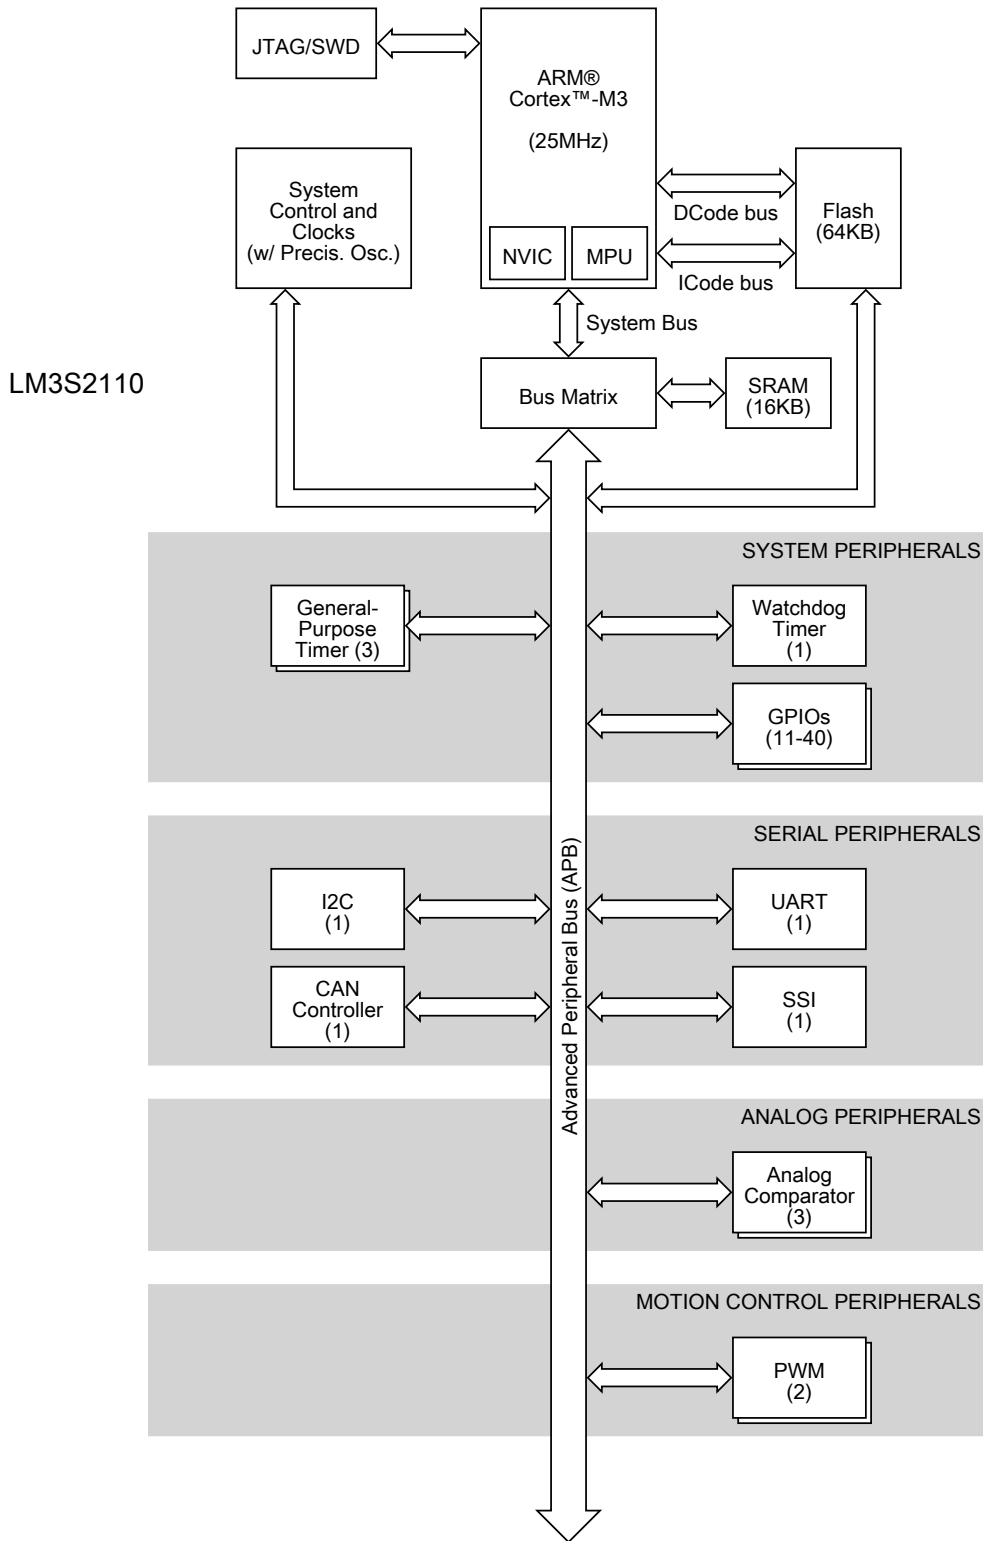 JTAG/SWD
ARM®
Cortex™-M3
(25MHz)
NVIC
MPU
System
Control and
Clocks
(w/ Precis. Osc.)
DCode bus
ICode bus
Flash
(64KB)
System Bus
LM3S2110
Bus Matrix
SRAM
(16KB)
SYSTEM PERIPHERALS
General-
Purpose
Timer (3)
Watchdog
Timer
(1)
GPIOs
(11-40)
Advanced Peripheral Bus (APB)
SERIAL PERIPHERALS
I2C
(1)
UART
(1)
CAN
Controller
(1)
SSI
(1)
ANALOG PERIPHERALS
Analog
Comparator
(3)
MOTION CONTROL PERIPHERALS
PWM
(2)